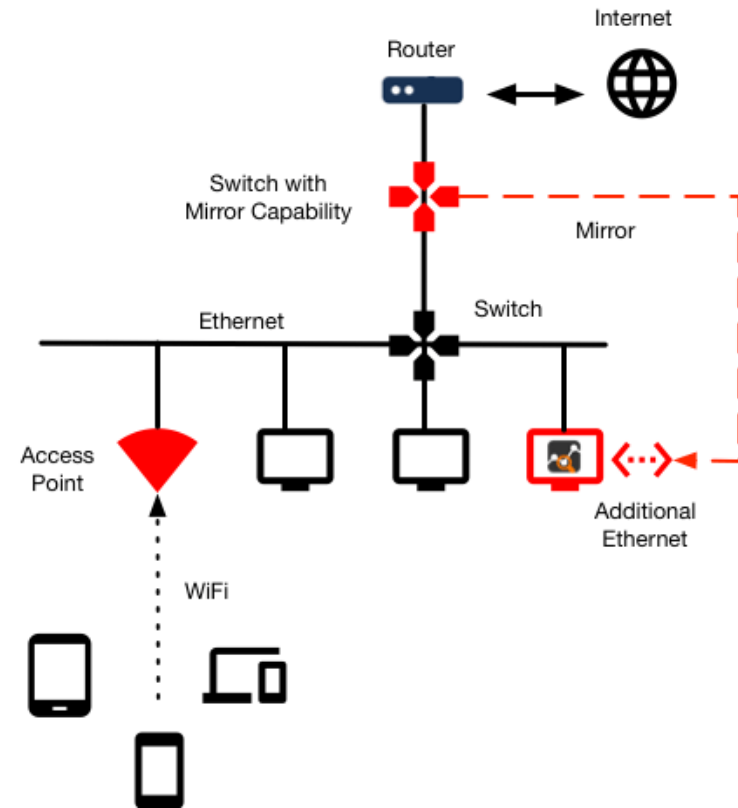 Internet
Router
Switch with
Mirror Capability
Mirror
Ethernet
Switch
Access
Point
Additional
Ethernet
WiFi